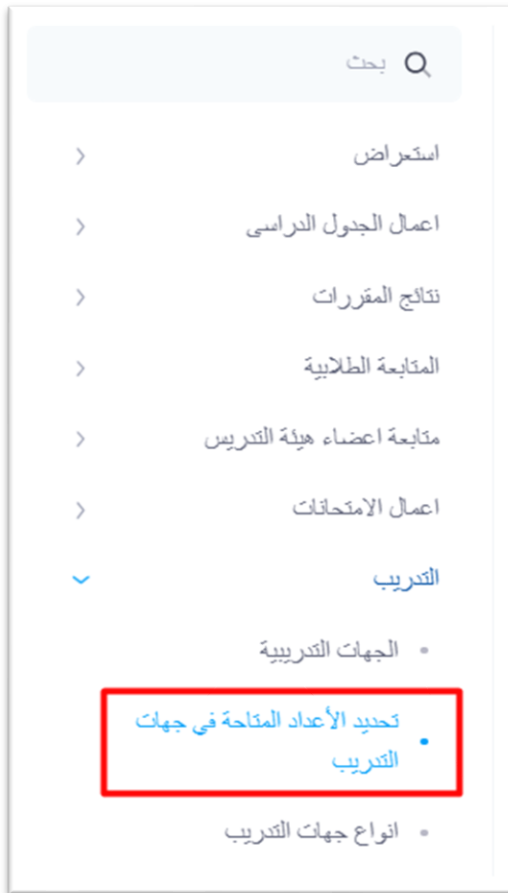 بحث
استعراض
اعمال الجدول الدراسى
نتائج المقررات
المتابعة الطلابية
متابعة اعضاء هيئة التدريس
اعمال الامتحانات
التدريب
الجهات التدريبية
تحديد الأعداد المتاحة في جهات
التدريب
انواع جهات التدريب